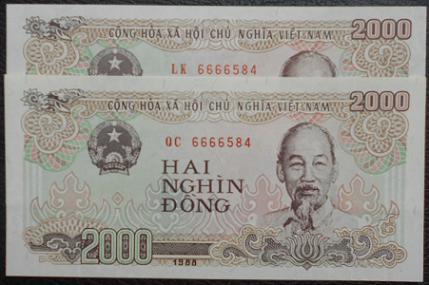 CỘNG HÒA XÃ HỘI CHỦ NGHĨA VIỆT NAM 2000
LK 6666584
CỘNG HÒA XÃ HỘI CHỦ NGHĨA VIỆT NAM 2000
QC 6666584
HAI
NGHÌN
ĐỒNG
2000
1988